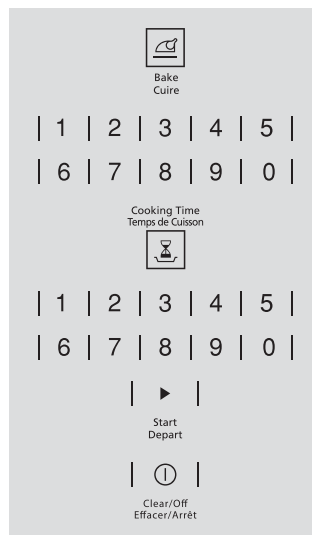 Bake
Cuire
1 2 3 4 5
6 7 8 9 0
Cooking Time
Temps de Cuisson
1 2 3 4 5
6 7 8 9 0
Start
Depart
Clear/Off
Effacer/Arrêt